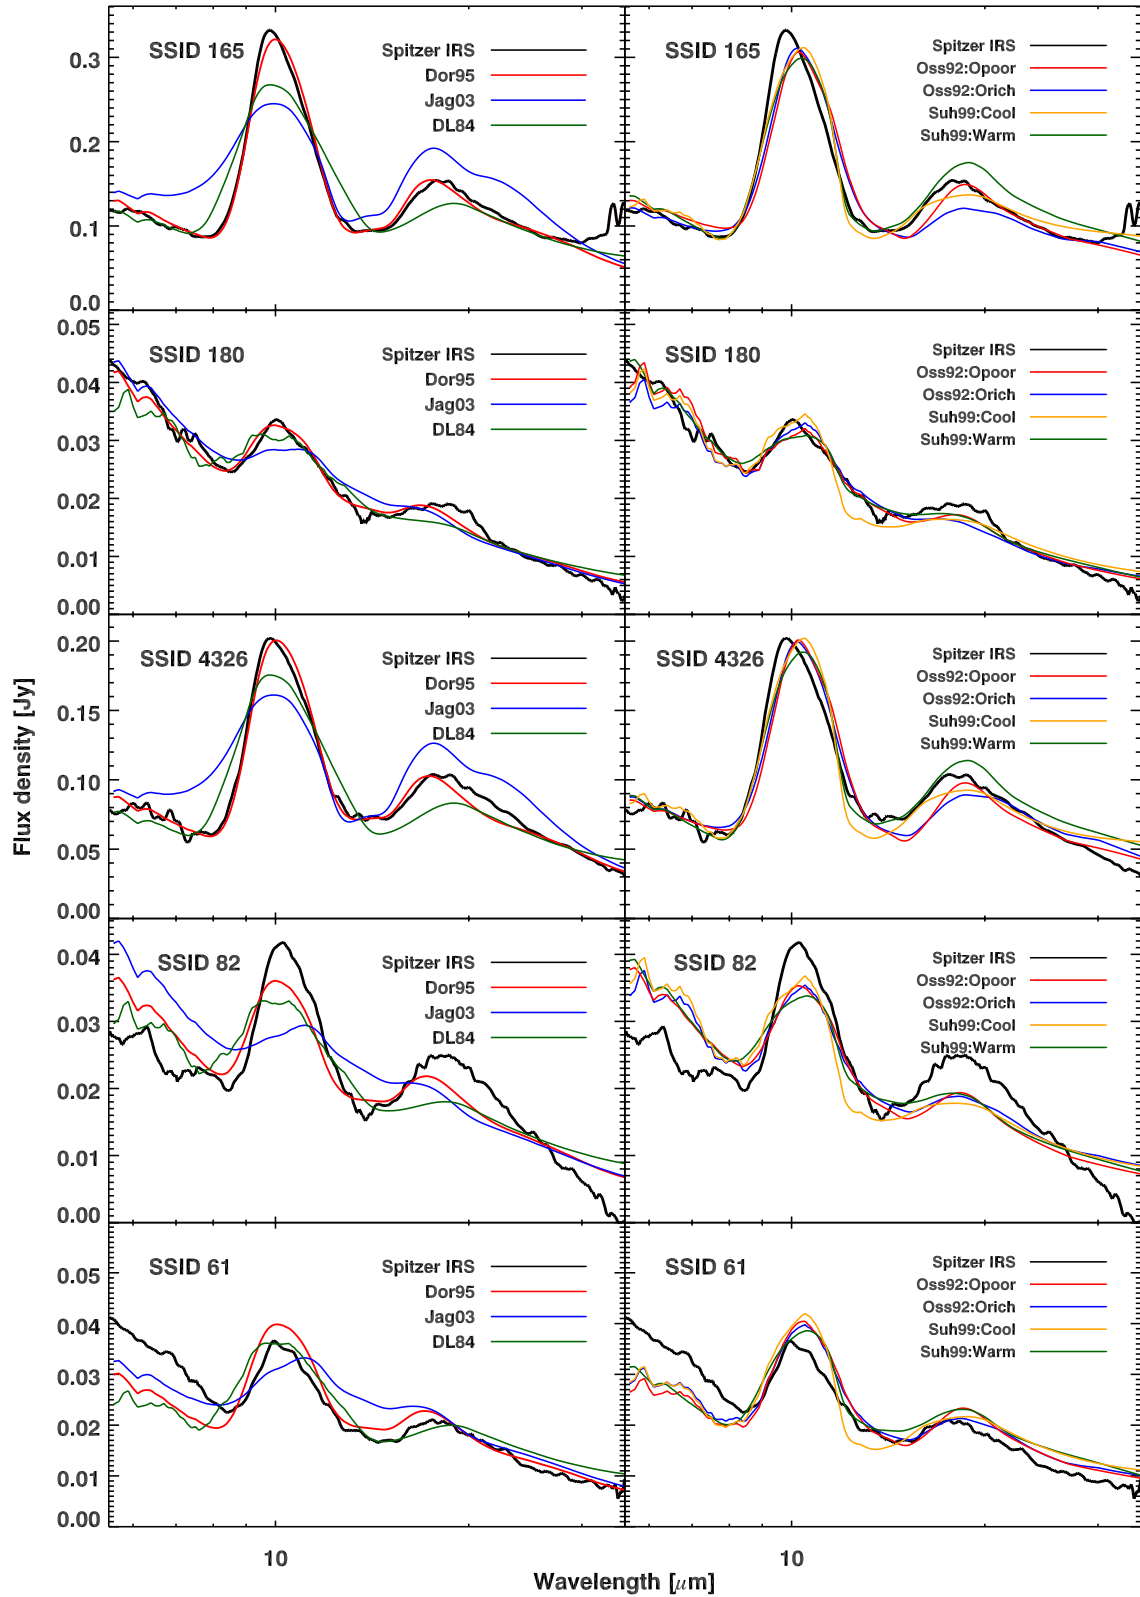 SSID 165
Spitzer IRS
Dor95
Jag03
DL84
0.3
0.2
0.1
0.0
SSID 165
Spitzer IRS
Oss92:Opoor
Oss92:Orich
Suh99:Cool
Suh99:Warm
SSID 180
Spitzer IRS
Dor95
Jag03
DL84
0.05
0.04
0.03
0.02
0.01
0.00
SSID 180
Spitzer IRS
Oss92:Opoor
Oss92:Orich
Suh99:Cool
Suh99:Warm
SSID 4326
Spitzer IRS
Dor95
Jag03
DL84
0.20
0.15
0.10
0.05
0.00
SSID 4326
Spitzer IRS
Oss92:Opoor
Oss92:Orich
Suh99:Cool
Suh99:Warm
SSID 82
Spitzer IRS
Dor95
Jag03
DL84
0.04
0.03
0.02
0.01
0.00
SSID 82
Spitzer IRS
Oss92:Opoor
Oss92:Orich
Suh99:Cool
Suh99:Warm
SSID 61
Spitzer IRS
Dor95
Jag03
DL84
0.05
0.04
0.03
0.02
0.01
0.00
SSID 61
Spitzer IRS
Oss92:Opoor
Oss92:Orich
Suh99:Cool
Suh99:Warm
Flux density [Jy]
10
10
Wavelength [μm]